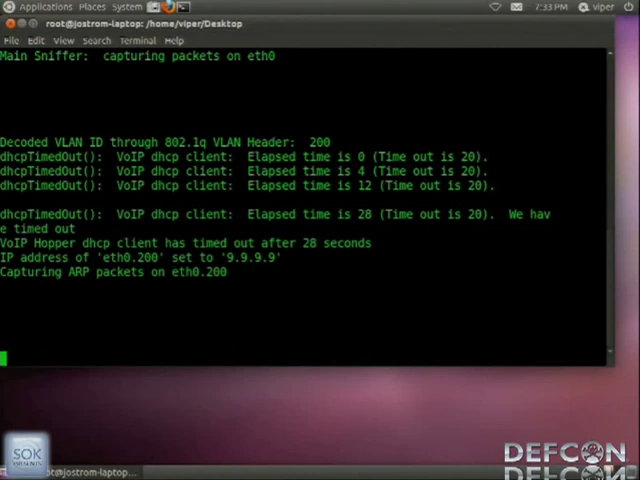 Applications Places System
7:33 PM
viper
root@jostrom-laptop: /home/viper/Desktop
File Edit View Search Terminal Help
Main Sniffer:  capturing packets on eth0
Decoded VLAN ID through 802.1q VLAN Header:  200
dhcpTimedOut():  VoIP dhcp client:  Elapsed time is 0 (Time out is 20).
dhcpTimedOut():  VoIP dhcp client:  Elapsed time is 4 (Time out is 20).
dhcpTimedOut():  VoIP dhcp client:  Elapsed time is 12 (Time out is 20).
dhcpTimedOut():  VoIP dhcp client:  Elapsed time is 28 (Time out is 20).  We hav
e timed out
VoIP Hopper dhcp client has timed out after 28 seconds
IP address of 'eth0.200' set to '9.9.9.9'
Capturing ARP packets on eth0.200
SOK
DEFCON
root@jostrom-laptop...